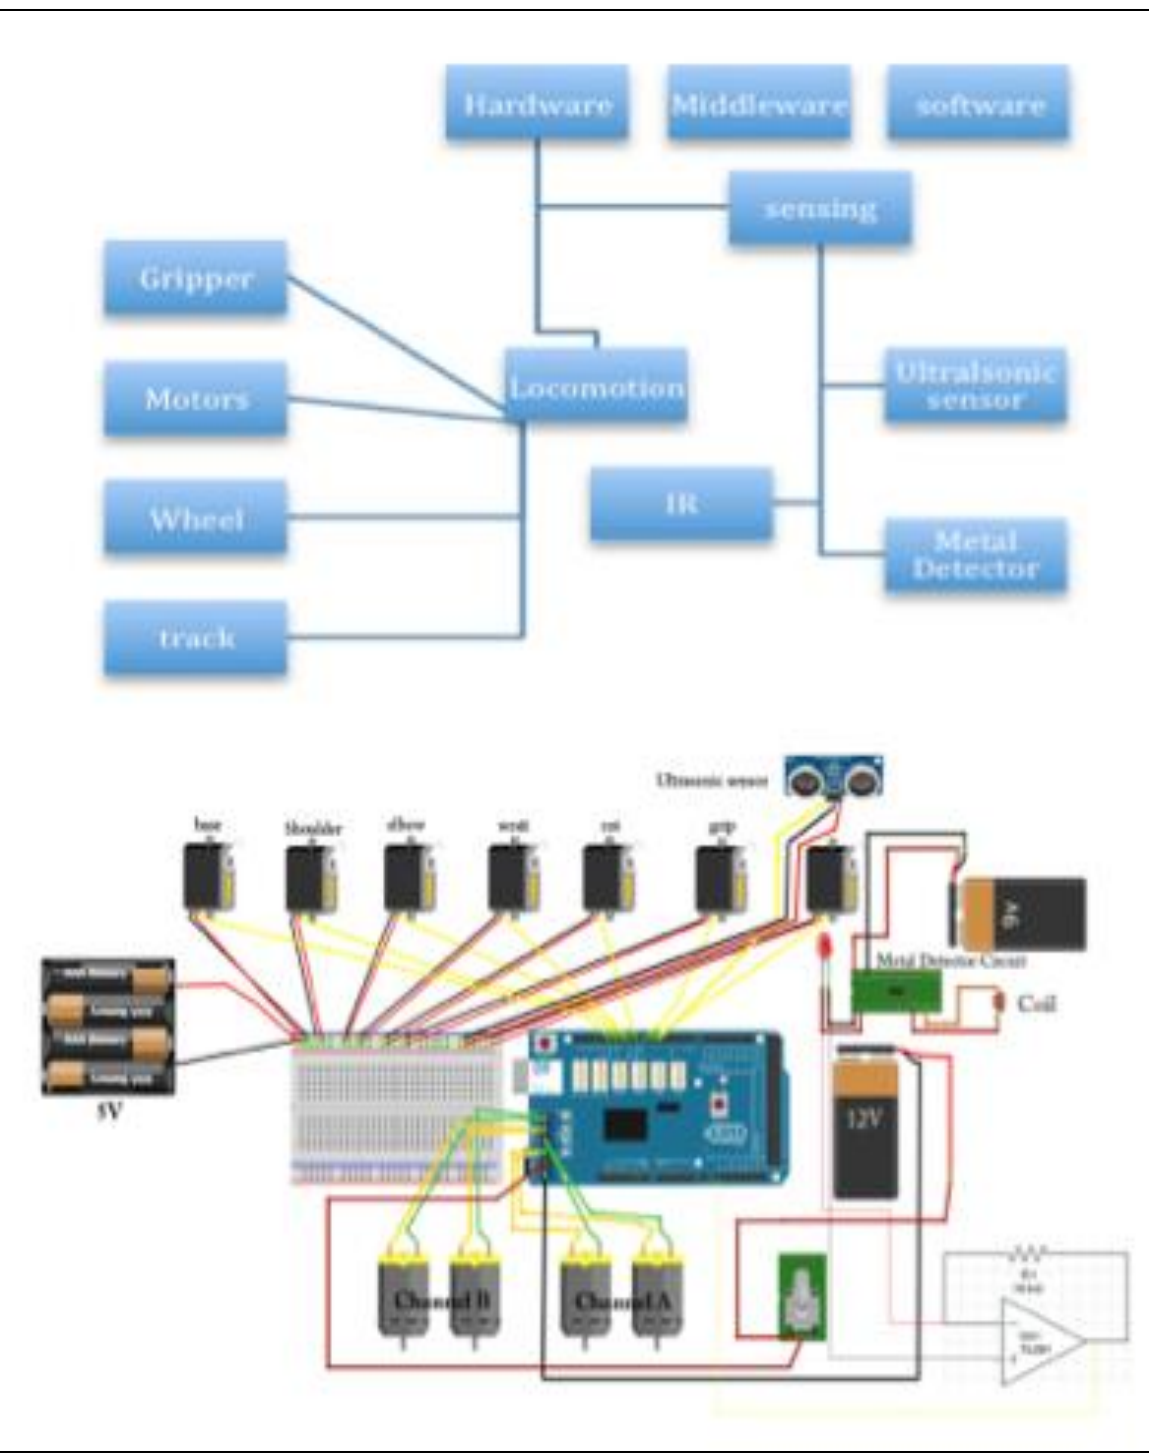 Hardware
Middleware
software
sensing
Gripper
Locomotion
Motors
Ultralsonic
sensor
IR
Wheel
Metal
Detector
track
Ultrasonic sensor
base
Shoulder
elbow
grip
9v
Metal Detector Circuit
Coil
5V
12V
Channel B
Channel A